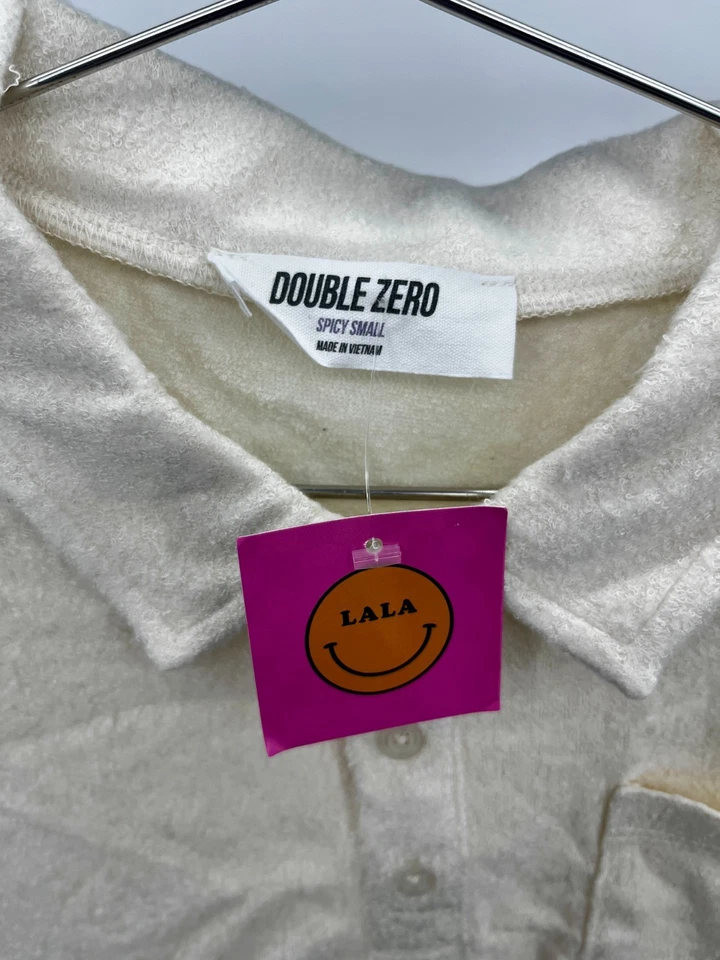 DOUBLE ZERO
SPICY SMALL
MADE IN VIETNAM
LALA